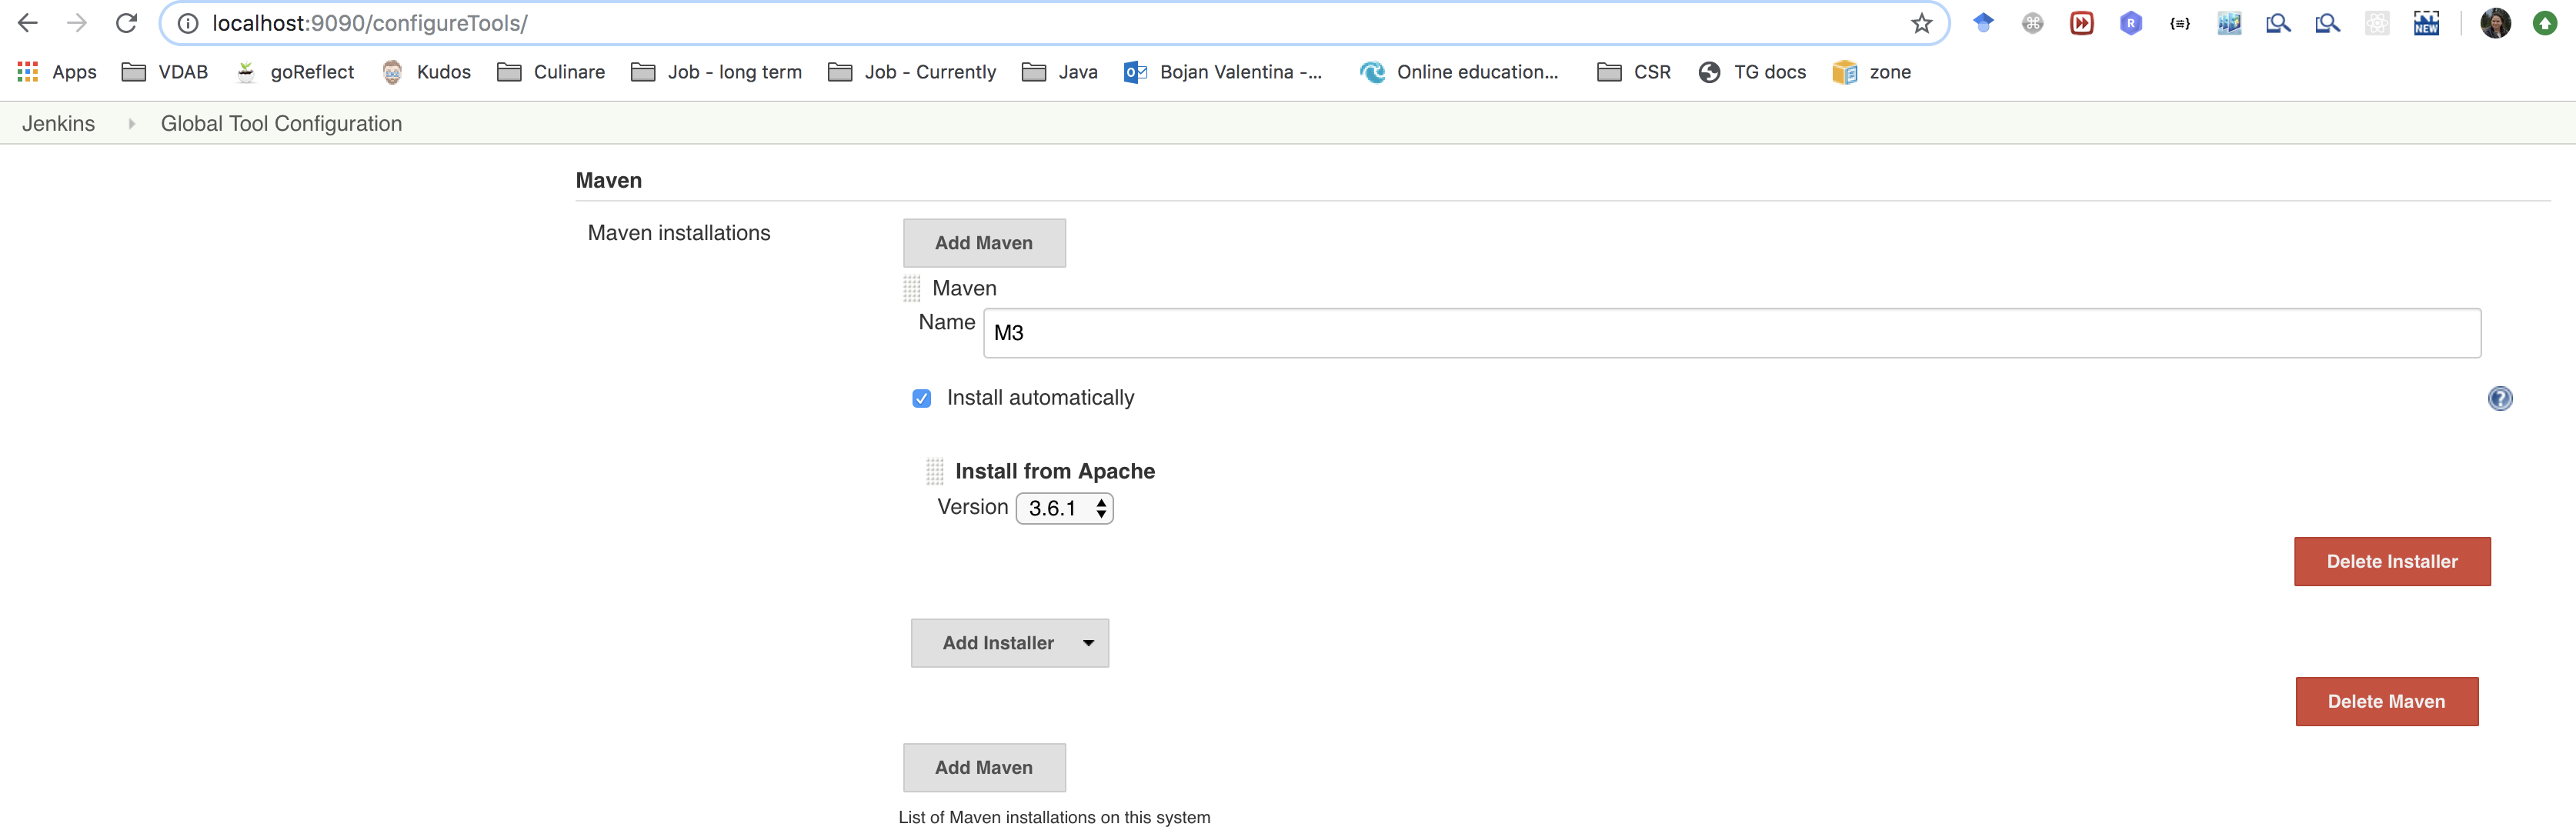 localhost:9090/configureTools/
R
{≡}
NEW
Apps VDAB goReflect Kudos Culinare Job - long term Job - Currently Java Bojan Valentina -... Online education... CSR TG docs zone
Jenkins Global Tool Configuration
Maven
Maven installations
Add Maven
Maven
Name M3
Install automatically
?
Install from Apache
Version 3.6.1
Delete Installer
Add Installer
Delete Maven
Add Maven
List of Maven installations on this system